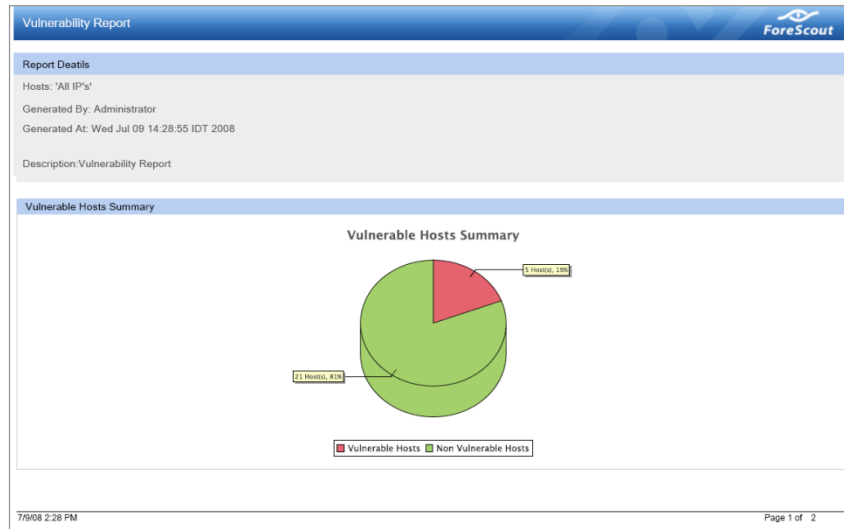 Vulnerability Report
ForeScout
Report Deatils
Hosts: 'All IP's'
Generated By: Administrator
Generated At: Wed Jul 09 14:28:55 IDT 2008
Description:Vulnerability Report
Vulnerable Hosts Summary
Vulnerable Hosts Summary
5 Host(s), 19%
21 Host(s), 81%
Vulnerable Hosts Non Vulnerable Hosts
7/9/08 2:28 PM Page 1 of 2